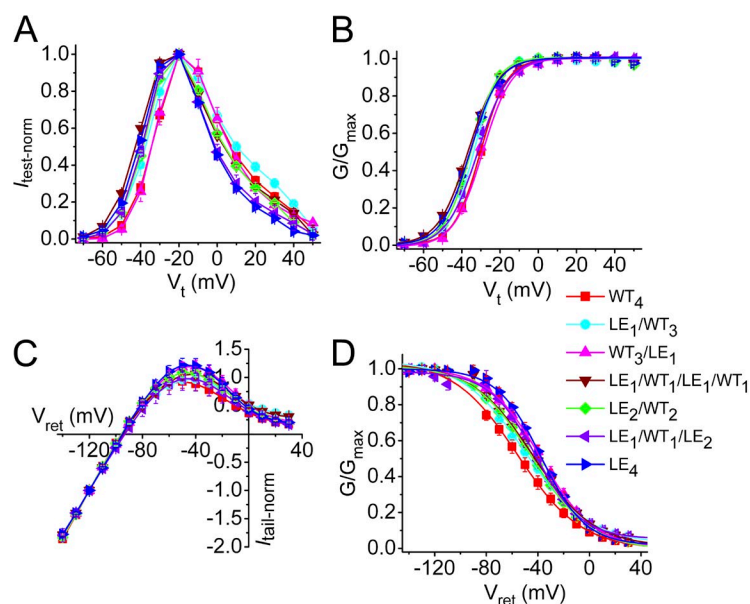 A
1.0
0.8
0.6
0.4
0.2
0.0
I test-norm
-60 -40 -20 0 20 40
Vt (mV)
B
1.0
0.8
0.6
0.4
0.2
0.0
G/Gmax
-60 -40 -20 0 20 40
Vt (mV)
WT4
LE1/WT3
WT3/LE1
LE1/WT1/LE1/WT1
LE2/WT2
LE1/WT1/LE2
LE4
C
1.5
1.0
0.5
-0.5
-1.0
-1.5
-2.0
Vret (mV)
-120 -80 -40 0 40
I tail-norm
D
1.0
0.8
0.6
0.4
0.2
0.0
G/Gmax
-120 -80 -40 0 40
Vret (mV)